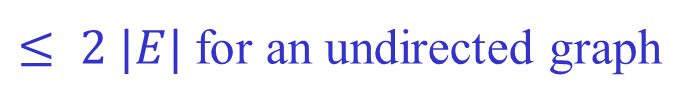 ≤ 2 |E| for an undirected graph